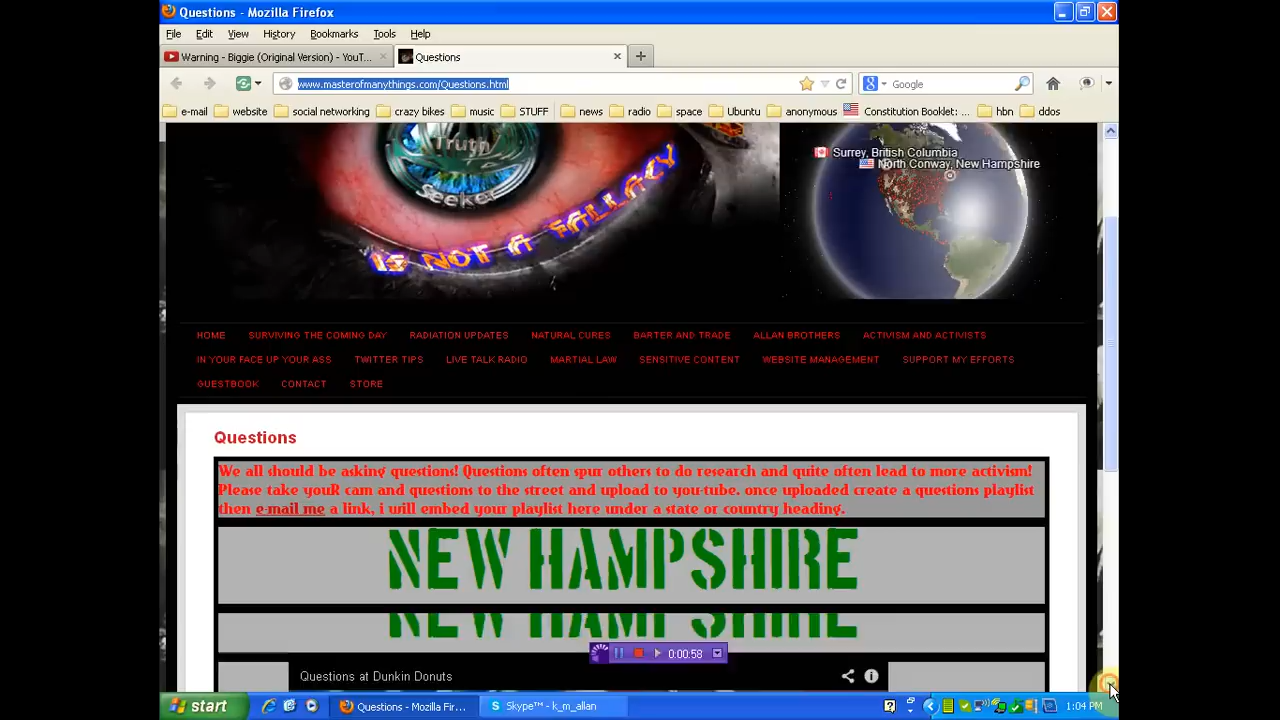 Questions - Mozilla Firefox
File Edit View History Bookmarks Tools Help
Warning - Biggie (Original Version) - YouT...
Questions
www.masterofmanythings.com/Questions.html
Google
e-mail website social networking crazy bikes music STUFF news radio space Ubuntu anonymous Constitution Booklet: ... hbn ddos
Truth
Seeker
IS NOT A FALLACY
Surrey, British Columbia
North Conway, New Hampshire
HOME SURVIVING THE COMING DAY RADIATION UPDATES NATURAL CURES BARTER AND TRADE ALLAN BROTHERS ACTIVISM AND ACTIVISTS
IN YOUR FACE UP YOUR ASS TWITTER TIPS LIVE TALK RADIO MARTIAL LAW SENSITIVE CONTENT WEBSITE MANAGEMENT SUPPORT MY EFFORTS
GUESTBOOK CONTACT STORE
Questions
We all should be asking questions! Questions often spur others to do research and quite often lead to more activism!
Please take youR cam and questions to the street and upload to you-tube. once uploaded create a questions playlist
then e-mail me a link, i will embed your playlist here under a state or country heading.
NEW HAMPSHIRE
NEW HAMPSHIRE
0:00:58
Questions at Dunkin Donuts
start
Questions - Mozilla Fir...
Skype™ - k_m_allan
1:04 PM